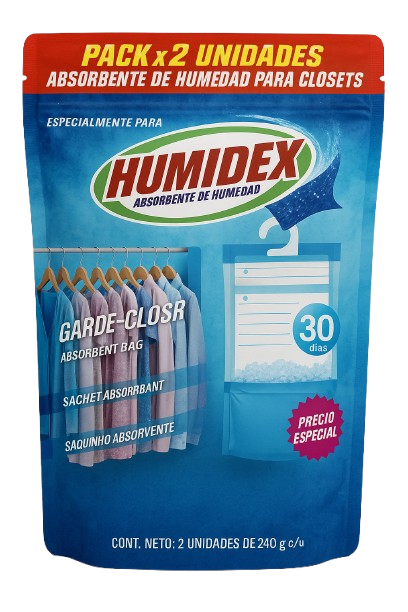 PACK x 2 UNIDADES
ABSORBENTE DE HUMEDAD PARA CLOSETS
ESPECIALMENTE PARA
HUMIDEX
ABSORBENTE DE HUMEDAD
GARDE-CLOSR
ABSORBENT BAG
SACHET ABSORRBANT
SAQUINHO ABSORVENTE
30
días
PRECIO
ESPECIAL
CONT. NETO: 2 UNIDADES DE 240 g c/u